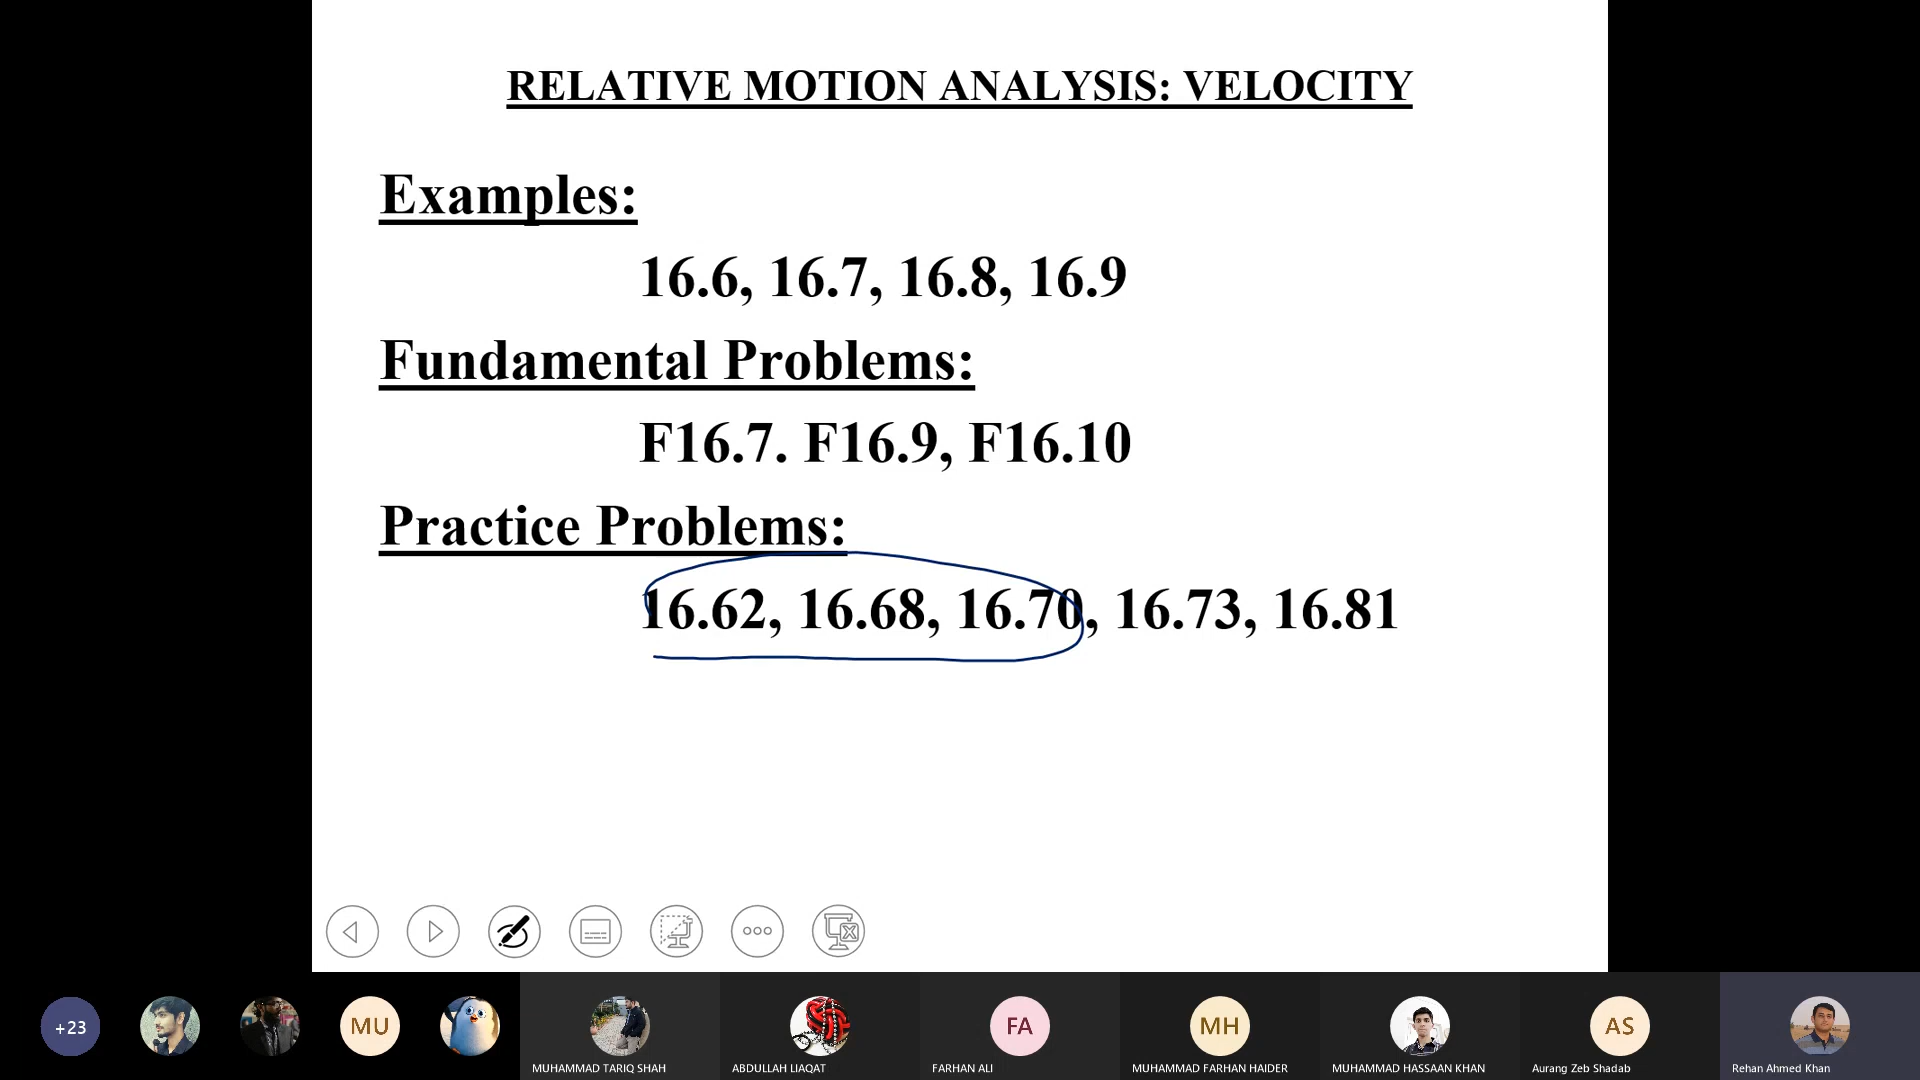 RELATIVE MOTION ANALYSIS: VELOCITY
Examples:
16.6, 16.7, 16.8, 16.9
Fundamental Problems:
F16.7. F16.9, F16.10
Practice Problems:
16.62, 16.68, 16.70, 16.73, 16.81
+23
MU
FA
MH
AS
MUHAMMAD TARIQ SHAH
ABDULLAH LIAQAT
FARHAN ALI
MUHAMMAD FARHAN HAIDER
MUHAMMAD HASSAAN KHAN
Aurang Zeb Shadab
Rehan Ahmed Khan